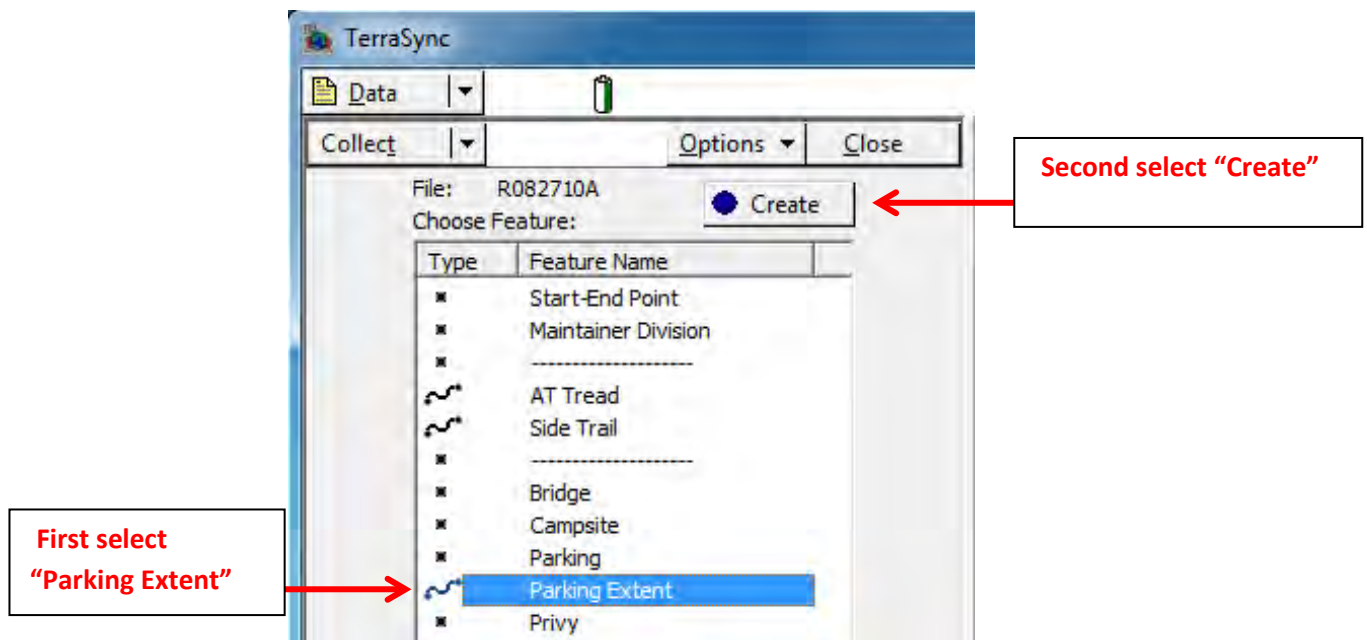 TerraSync
Data
Collect Options Close
Second select “Create”
File: R082710A Create
Choose Feature:
Type Feature Name
Start-End Point
Maintainer Division
--------------------
AT Tread
Side Trail
--------------------
Bridge
Campsite
Parking
Parking Extent
Privy
First select
“Parking Extent”